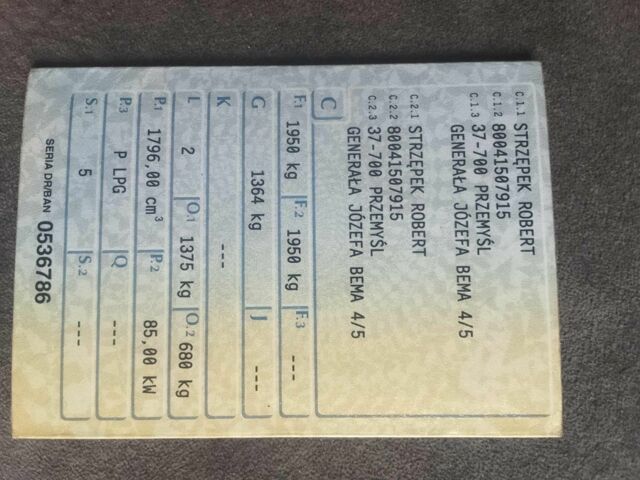 C.1.1 STRZĘPEK ROBERT
C.1.2 80041507915
C.1.3 37-700 PRZEMYŚL
GENERAŁA JÓZEFA BEMA 4/5
C.2.1 STRZĘPEK ROBERT
C.2.2 80041507915
C.2.3 37-700 PRZEMYŚL
GENERAŁA JÓZEFA BEMA 4/5
C
F.1 1950 kg F.2 1950 kg F.3
G 1364 kg J ---
K ---
L 2 O.1 1375 kg O.2 680 kg
P.1 1796,00 cm³ P.2 85,00 kW
P.3 P LPG Q ---
S.1 5 S.2 ---
SERIA DR/BAN 0536786